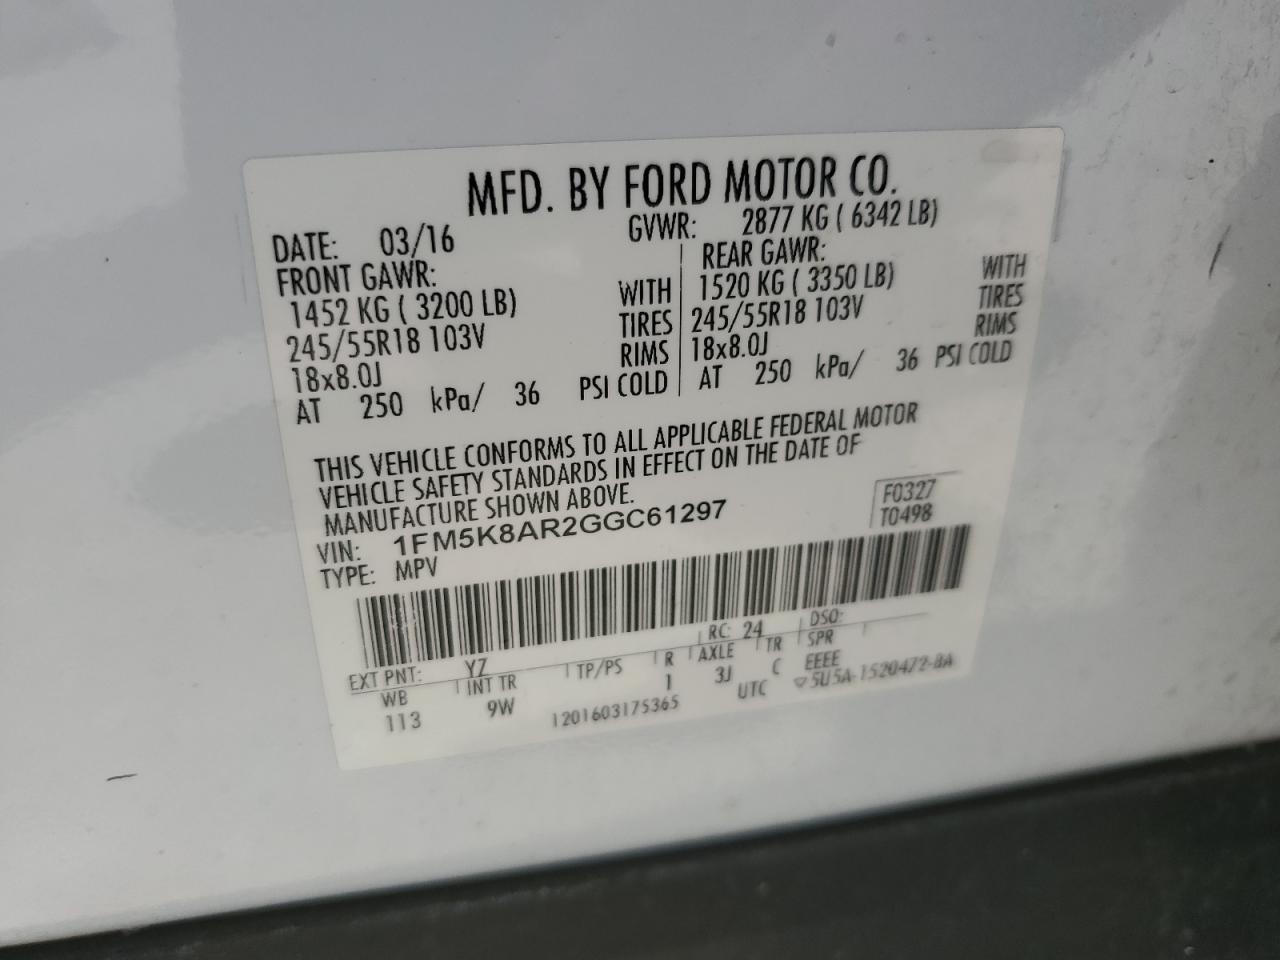 MFD. BY FORD MOTOR CO.
DATE: 03/16 GVWR: 2877 KG ( 6342 LB)
FRONT GAWR: REAR GAWR:
1452 KG ( 3200 LB) WITH 1520 KG ( 3350 LB) WITH
245/55R18 103V TIRES 245/55R18 103V TIRES
18x8.0J RIMS 18x8.0J RIMS
AT 250 kPa/ 36 PSI COLD AT 250 kPa/ 36 PSI COLD
THIS VEHICLE CONFORMS TO ALL APPLICABLE FEDERAL MOTOR
VEHICLE SAFETY STANDARDS IN EFFECT ON THE DATE OF
MANUFACTURE SHOWN ABOVE.
VIN: 1FM5K8AR2GGC61297 F0327
TYPE: MPV T0498
EXT PNT: YZ RC: 24 DSO:
WB INT TR TP/PS R AXLE TR SPR
113 9W 1 3J C EEEE
1201603175365 UTC ▽5U5A-1520472-BA